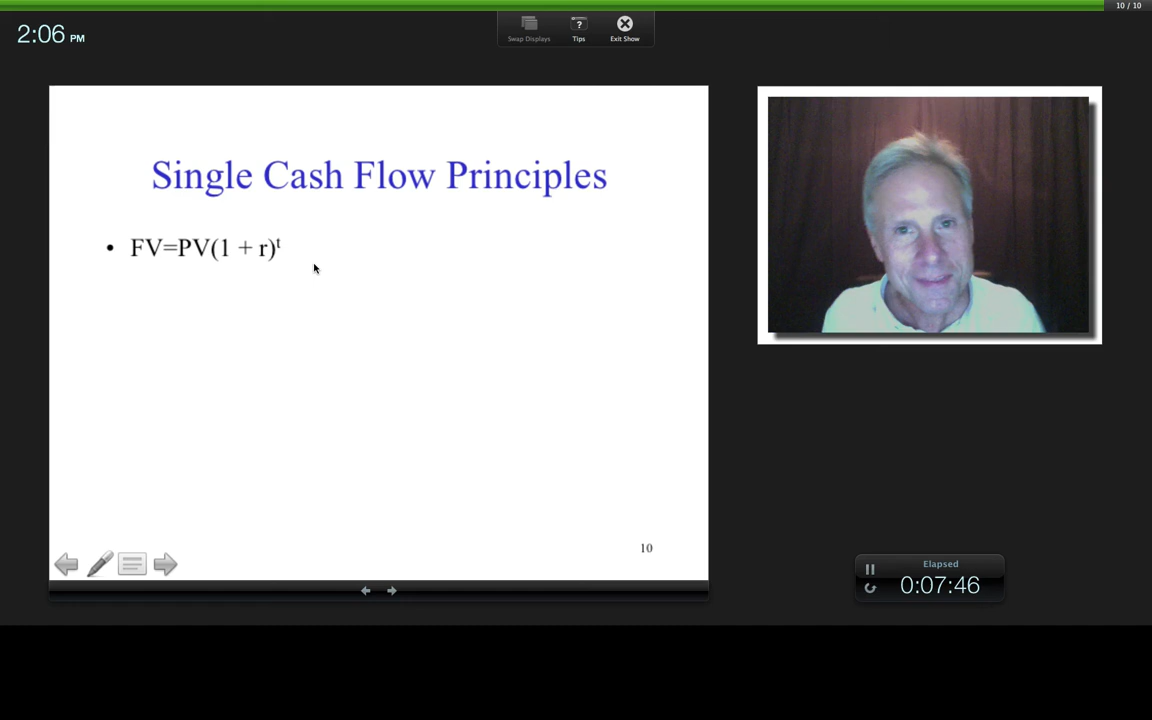 10 / 10
2:06 PM
Swap Displays
?
Tips
Exit Show
Single Cash Flow Principles
• FV=PV(1 + r)ᵗ
10
Elapsed
0:07:46